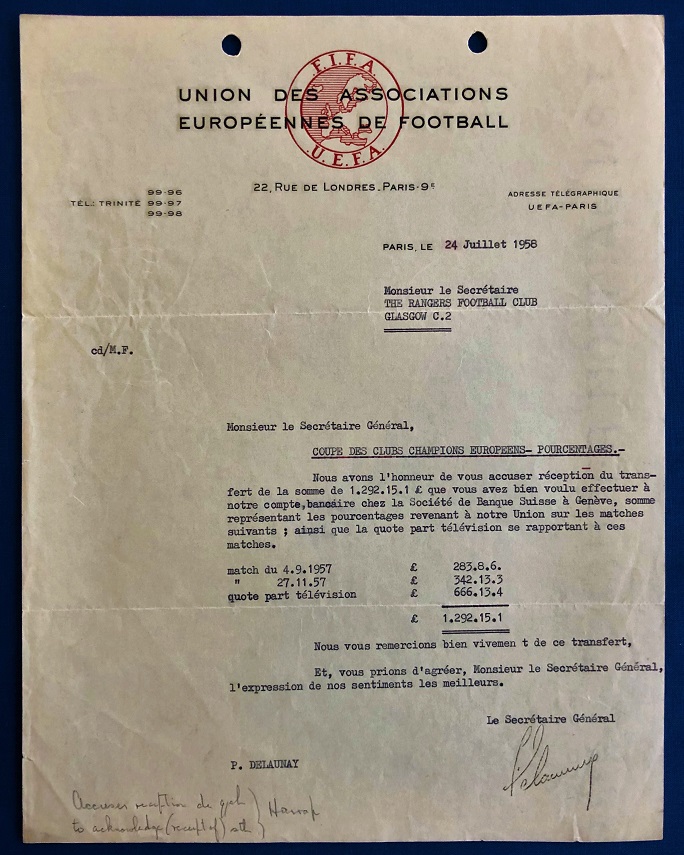 F.I.F.A
UNION DES ASSOCIATIONS
EUROPÉENNES DE FOOTBALL
U.E.F.A.
22, RUE DE LONDRES_PARIS-9E
TÉL.: TRINITÉ 99-96
99-97
99-98
ADRESSE TÉLÉGRAPHIQUE
UEFA-PARIS
PARIS, LE 24 Juillet 1958
Monsieur le Secrétaire
THE RANGERS FOOTBALL CLUB
GLASGOW C.2
cd/M.F.
Monsieur le Secrétaire Général,
COUPE DES CLUBS CHAMPIONS EUROPEENS- POURCENTAGES.-
Nous avons l'honneur de vous accuser réception du trans-
fert de la somme de 1.292.15.1 £ que vous avez bien voulu effectuer à
notre compte,bancaire chez la Société de Banque Suisse à Genève, somme
représentant les pourcentages revenant à notre Union sur les matches
suivants ; ainsi que la quote part télévision se rapportant à ces
matches.
match du 4.9.1957 £ 283.8.6.
" 27.11.57 £ 342.13.3
quote part télévision £ 666.13.4
£ 1.292.15.1
Nous vous remercions bien vivemen t de ce transfert,
Et, vous prions d'agréer, Monsieur le Secrétaire Général,
l'expression de nos sentiments les meilleurs.
Le Secrétaire Général
P. DELAUNAY
Accuser reception de qch
to acknowledge (receipt of) sth
Harrap